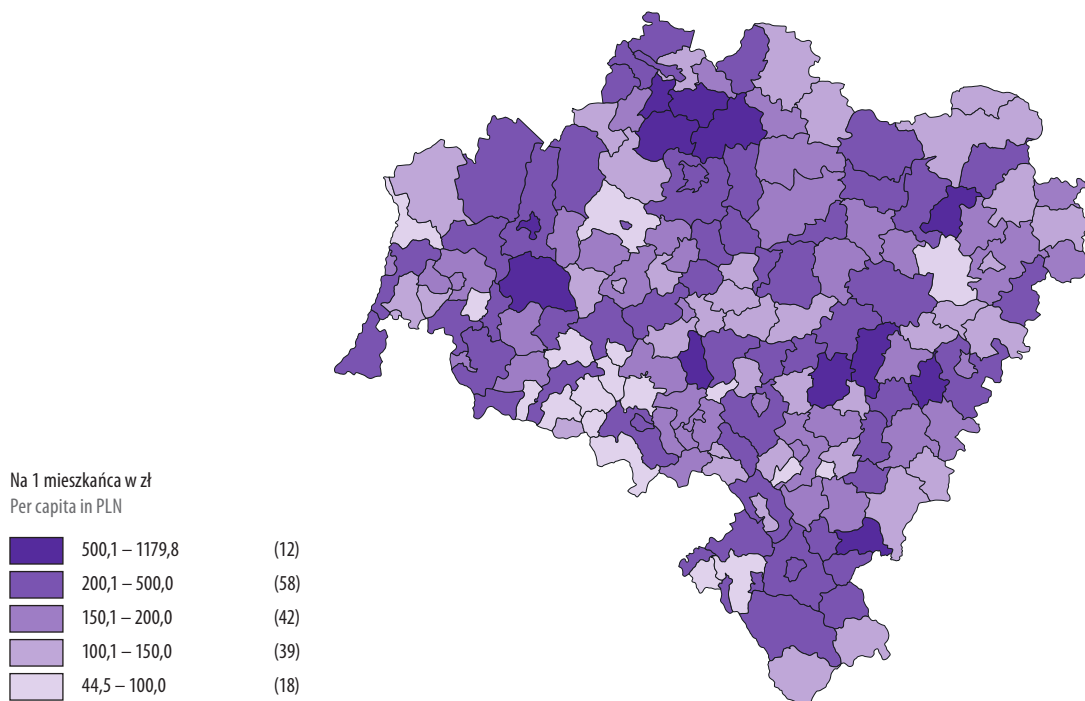 Na 1 mieszkańca w zł
Per capita in PLN
500,1 – 1179,8 (12)
200,1 – 500,0 (58)
150,1 – 200,0 (42)
100,1 – 150,0 (39)
44,5 – 100,0 (18)